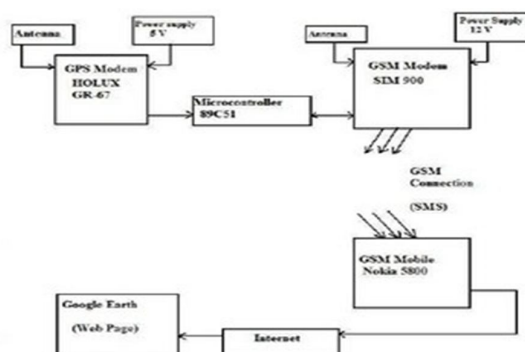 Antenna
Power supply
5 V
Antenna
Power Supply
12 V
GPS Modem
HOLUX
GR-67
Microcontroller
89C51
GSM Modem
SIM 900
GSM
Connection
(SMS)
GSM Mobile
Nokia 5800
Google Earth
(Web Page)
Internet